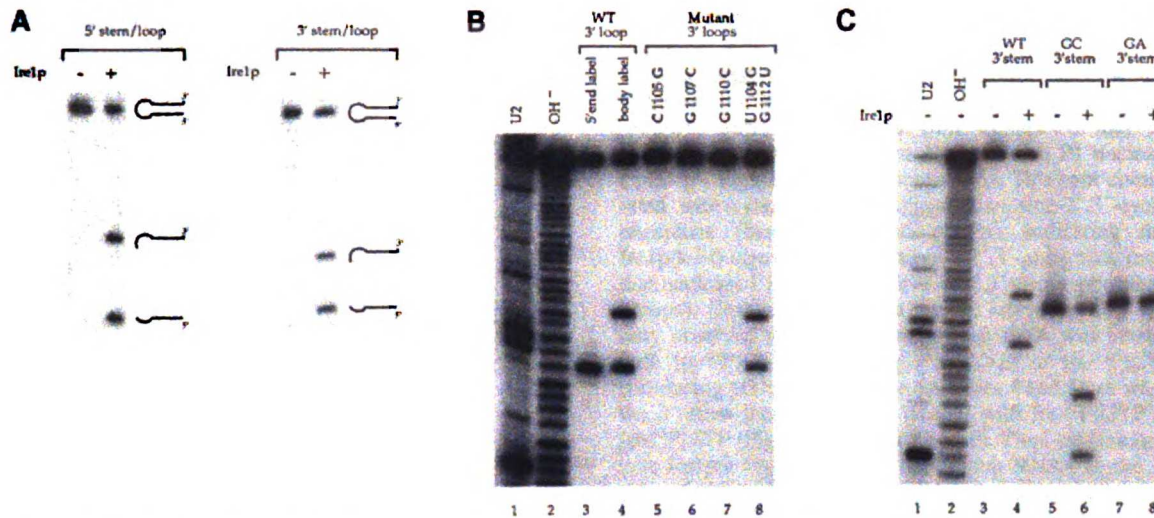 A
5' stem/loop
3' stem/loop
Ire1p - +
Ire1p - +
B
WT
3' loop
Mutant
3' loops
U2
OH⁻
5' end label
body label
C 1105 G
G 1107 C
G 1110 C
U 1104 G
G 1112 U
1 2 3 4 5 6 7 8
C
WT
3'stem
GC
3'stem
GA
3'stem
U2
OH⁻
Ire1p - - - + - + - +
1 2 3 4 5 6 7 8